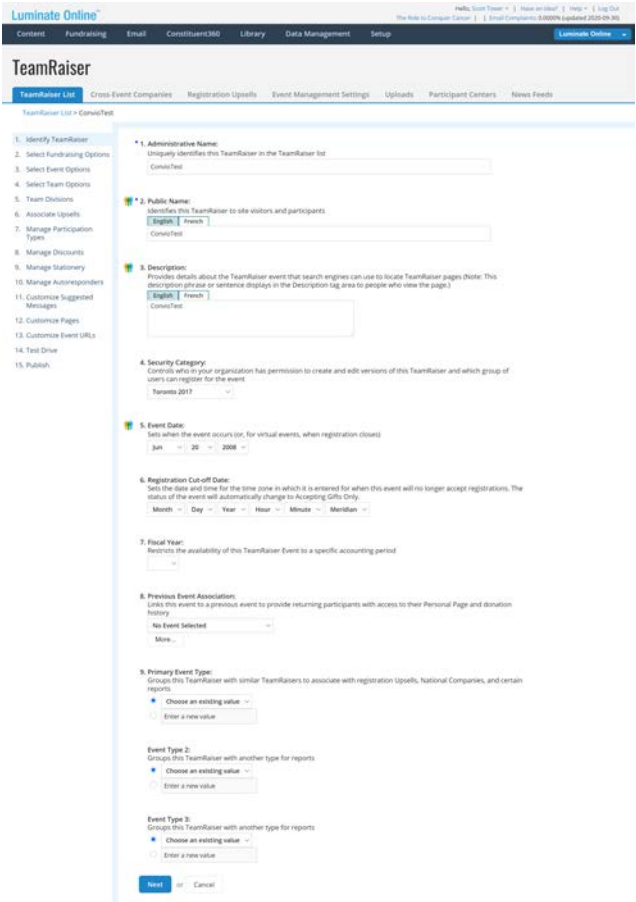 Luminate Online™
Hello, Scott Tower | Have an Idea? | Help | Log Out
The Ride to Conquer Cancer | | Email Complaints: 0.0000% (updated 2020-09-30)
Content Fundraising Email Constituent360 Library Data Management Setup Luminate Online
TeamRaiser
TeamRaiser List Cross-Event Companies Registration Upsells Event Management Settings Uploads Participant Centers News Feeds
TeamRaiser List > ConvioTest
1. Identify TeamRaiser
2. Select Fundraising Options
3. Select Event Options
4. Select Team Options
5. Team Divisions
6. Associate Upsells
7. Manage Participation
Types
8. Manage Discounts
9. Manage Stationery
10. Manage Autoresponders
11. Customize Suggested
Messages
12. Customize Pages
13. Customize Event URLs
14. Test Drive
15. Publish
* 1. Administrative Name:
Uniquely identifies this TeamRaiser in the TeamRaiser list
ConvioTest
* 2. Public Name:
Identifies this TeamRaiser to site visitors and participants
English French
ConvioTest
3. Description:
Provides details about the TeamRaiser event that search engines can use to locate TeamRaiser pages (Note: This
description phrase or sentence displays in the Description tag area to people who view the page.)
English French
ConvioTest
4. Security Category:
Controls who in your organization has permission to create and edit versions of this TeamRaiser and which group of
users can register for the event
Toronto 2017
5. Event Date:
Sets when the event occurs (or, for virtual events, when registration closes)
Jun 20 2008
6. Registration Cut-off Date:
Sets the date and time for the time zone in which it is entered for when this event will no longer accept registrations. The
status of the event will automatically change to Accepting Gifts Only.
Month Day Year Hour Minute Meridian
7. Fiscal Year:
Restricts the availability of this TeamRaiser Event to a specific accounting period
8. Previous Event Association:
Links this event to a previous event to provide returning participants with access to their Personal Page and donation
history
No Event Selected
More...
9. Primary Event Type:
Groups this TeamRaiser with similar TeamRaisers to associate with registration Upsells, National Companies, and certain
reports
Choose an existing value
Enter a new value
Event Type 2:
Groups this TeamRaiser with another type for reports
Choose an existing value
Enter a new value
Event Type 3:
Groups this TeamRaiser with another type for reports
Choose an existing value
Enter a new value
Next or Cancel